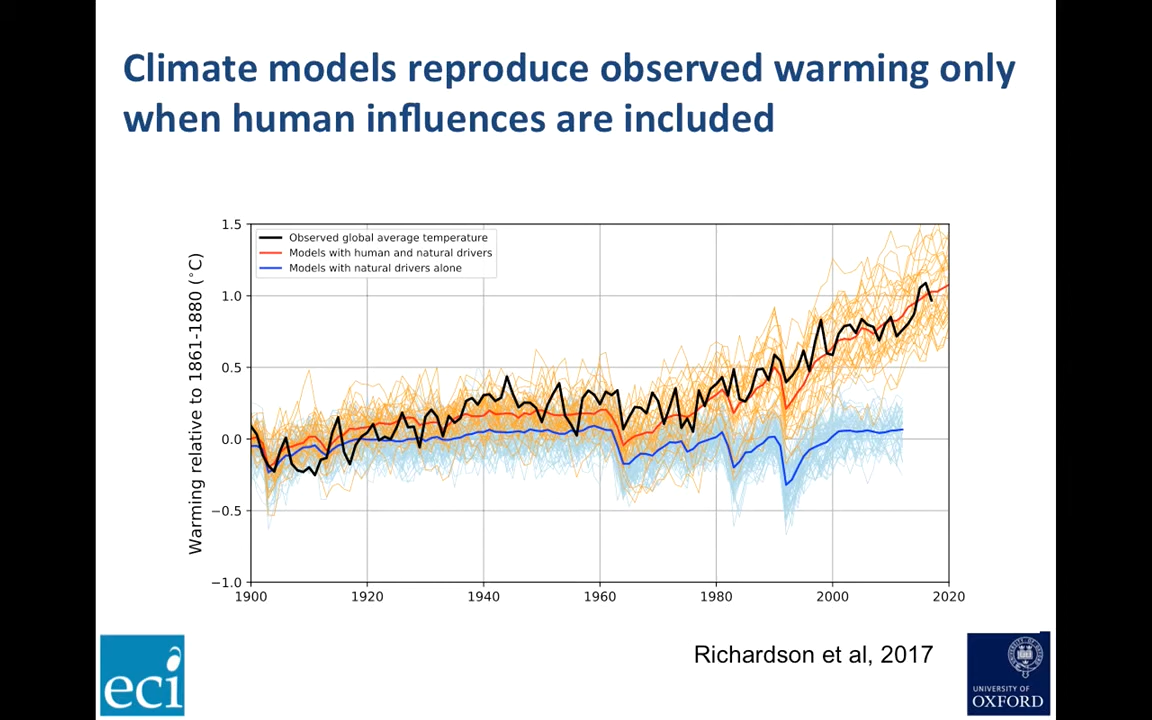 Climate models reproduce observed warming only
when human influences are included
1.5
1.0
0.5
0.0
−0.5
−1.0
Warming relative to 1861-1880 (°C)
Observed global average temperature
Models with human and natural drivers
Models with natural drivers alone
1900 1920 1940 1960 1980 2000 2020
Richardson et al, 2017
eci
UNIVERSITY OF
OXFORD